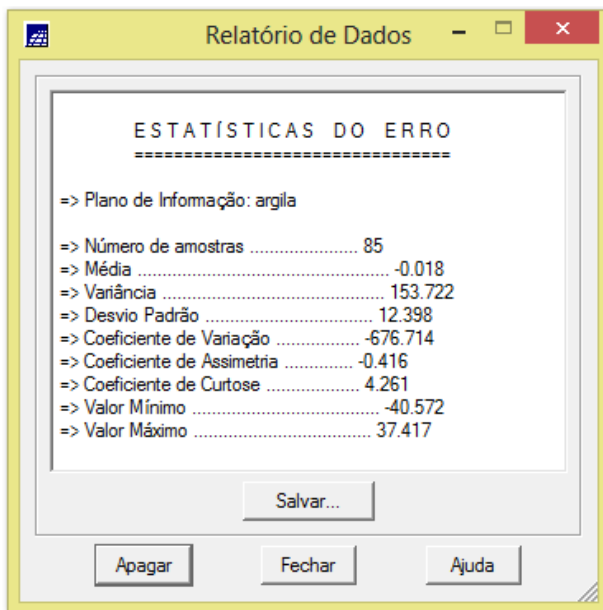 Relatório de Dados
ESTATÍSTICAS DO ERRO
================================
=> Plano de Informação: argila
=> Número de amostras ...................... 85
=> Média ................................................... -0.018
=> Variância ............................................. 153.722
=> Desvio Padrão .................................. 12.398
=> Coeficiente de Variação ................. -676.714
=> Coeficiente de Assimetria .............. -0.416
=> Coeficiente de Curtose ................... 4.261
=> Valor Mínimo ...................................... -40.572
=> Valor Máximo .................................... 37.417
Salvar...
Apagar Fechar Ajuda